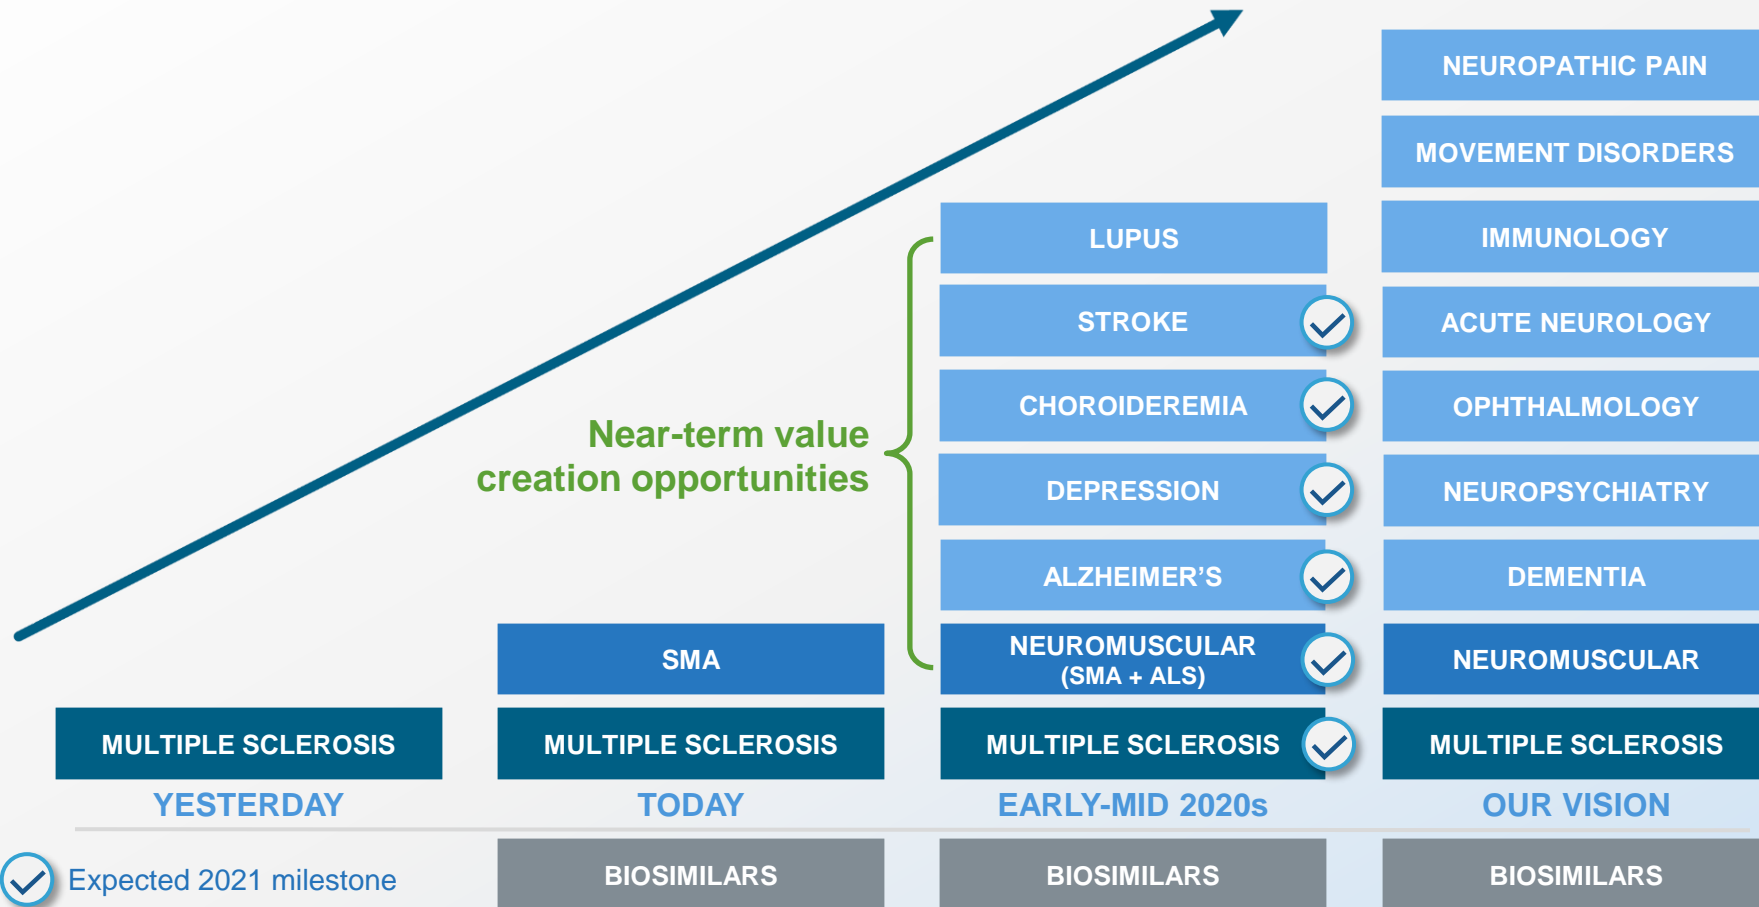 NEUROPATHIC PAIN
MOVEMENT DISORDERS
LUPUS
IMMUNOLOGY
STROKE
ACUTE NEUROLOGY
CHOROIDEREMIA
OPHTHALMOLOGY
Near-term value
creation opportunities
DEPRESSION
NEUROPSYCHIATRY
ALZHEIMER’S
DEMENTIA
SMA
NEUROMUSCULAR
(SMA + ALS)
NEUROMUSCULAR
MULTIPLE SCLEROSIS
MULTIPLE SCLEROSIS
MULTIPLE SCLEROSIS
MULTIPLE SCLEROSIS
YESTERDAY
TODAY
EARLY-MID 2020s
OUR VISION
Expected 2021 milestone
BIOSIMILARS
BIOSIMILARS
BIOSIMILARS